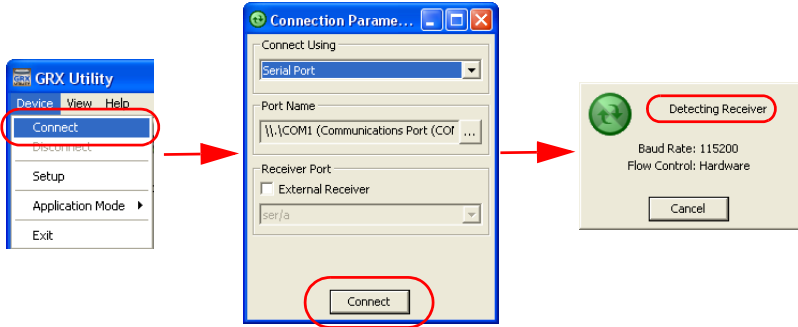 GRX Utility
Device View Help
Connect
Disconnect
Setup
Application Mode
Exit
Connection Parame...
Connect Using
Serial Port
Port Name
\\.\COM1 (Communications Port (COM
...
Receiver Port
External Receiver
ser/a
Connect
Detecting Receiver
Baud Rate: 115200
Flow Control: Hardware
Cancel